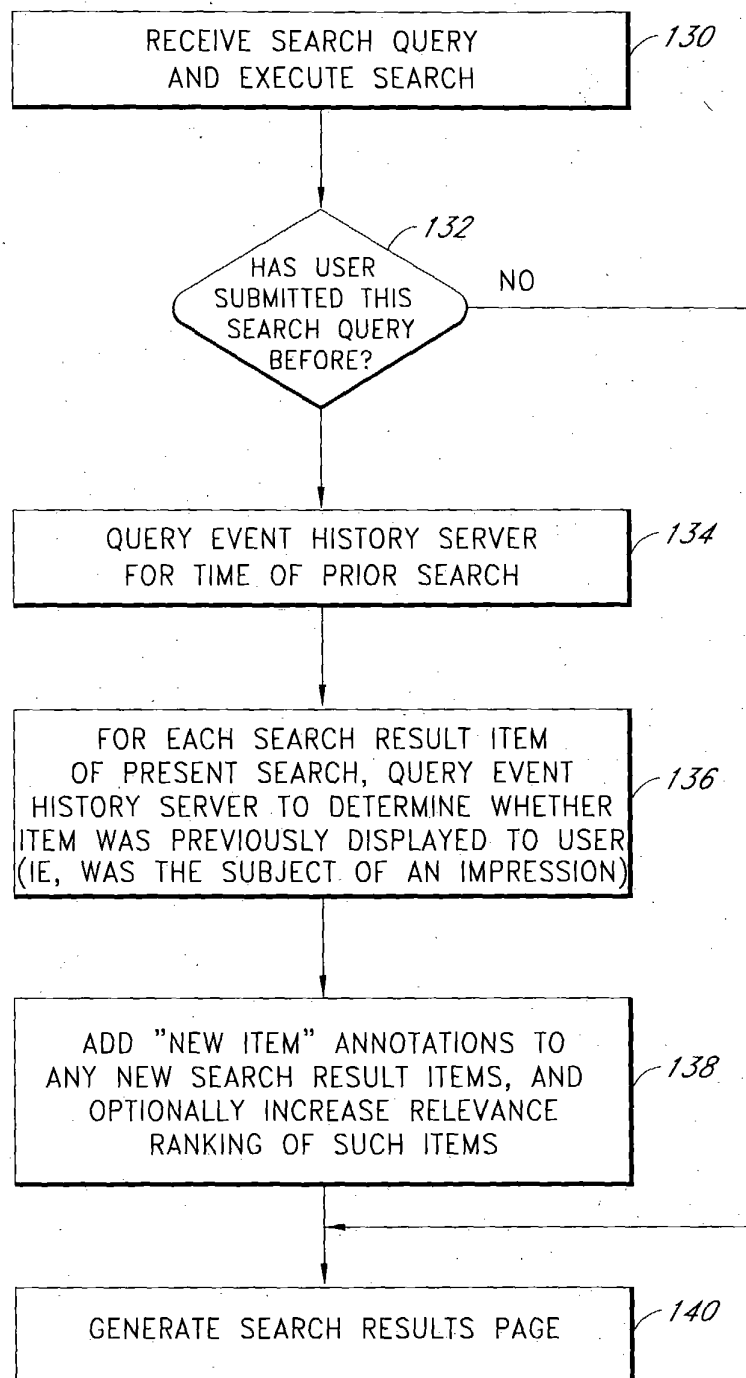 RECEIVE SEARCH QUERY
AND EXECUTE SEARCH
130
132
HAS USER
SUBMITTED THIS
SEARCH QUERY
BEFORE?
NO
QUERY EVENT HISTORY SERVER
FOR TIME OF PRIOR SEARCH
134
FOR EACH SEARCH RESULT ITEM
OF PRESENT SEARCH, QUERY EVENT
HISTORY SERVER TO DETERMINE WHETHER
ITEM WAS PREVIOUSLY DISPLAYED TO USER
(IE, WAS THE SUBJECT OF AN IMPRESSION)
136
ADD "NEW ITEM" ANNOTATIONS TO
ANY NEW SEARCH RESULT ITEMS, AND
OPTIONALLY INCREASE RELEVANCE
RANKING OF SUCH ITEMS
138
GENERATE SEARCH RESULTS PAGE
140